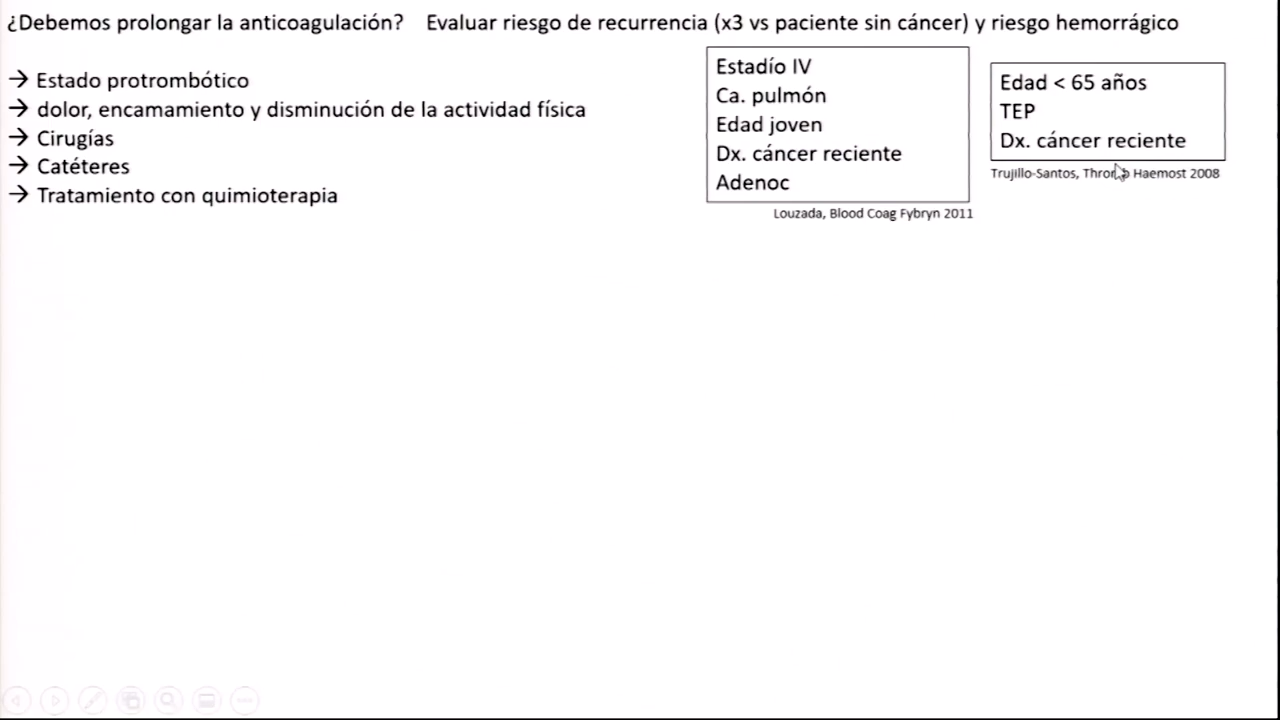 ¿Debemos prolongar la anticoagulación? Evaluar riesgo de recurrencia (x3 vs paciente sin cáncer) y riesgo hemorrágico
→ Estado protrombótico
→ dolor, encamamiento y disminución de la actividad física
→ Cirugías
→ Catéteres
→ Tratamiento con quimioterapia
Estadío IV
Ca. pulmón
Edad joven
Dx. cáncer reciente
Adenoc
Louzada, Blood Coag Fybryn 2011
Edad < 65 años
TEP
Dx. cáncer reciente
Trujillo-Santos, Thromb Haemost 2008